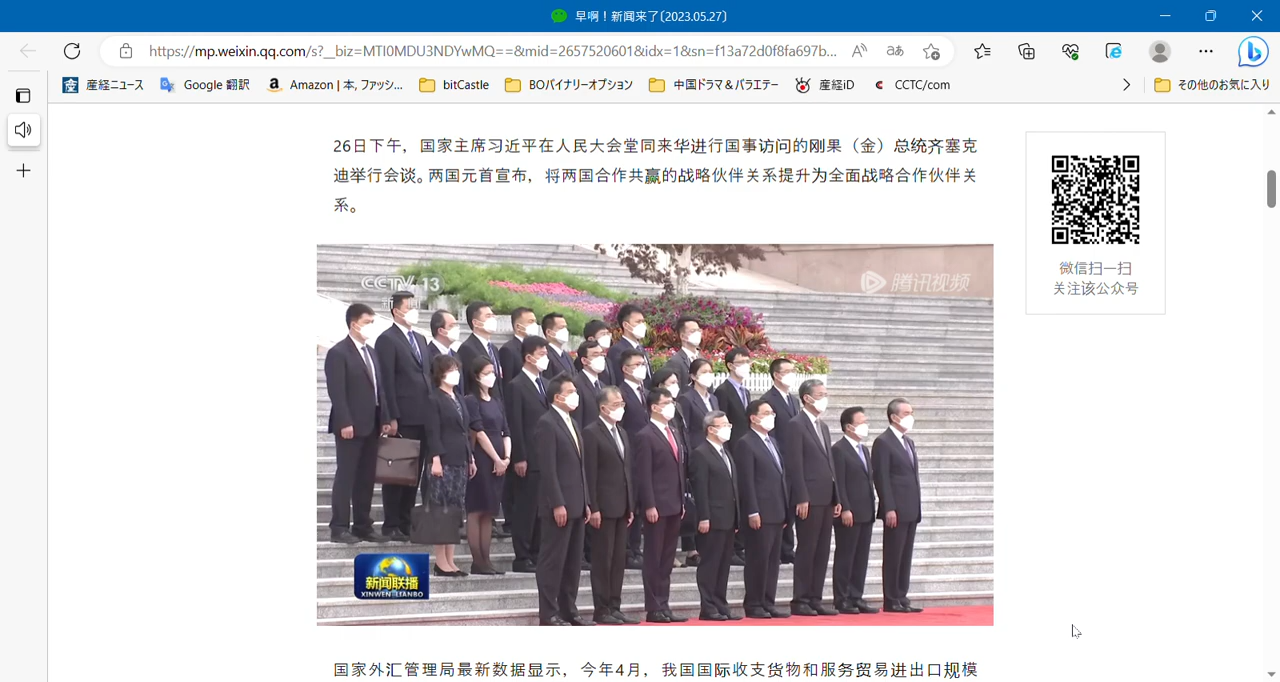 早啊！新闻来了〔2023.05.27〕
https://mp.weixin.qq.com/s?__biz=MTI0MDU3NDYwMQ==&mid=2657520601&idx=1&sn=f13a72d0f8fa697b...
産経ニュース
Google 翻訳
Amazon | 本, ファッシ...
bitCastle
BOバイナリーオプション
中国ドラマ＆バラエテー
産経iD
CCTC/com
その他のお気に入り
26日下午，国家主席习近平在人民大会堂同来华进行国事访问的刚果（金）总统齐塞克
迪举行会谈。两国元首宣布，将两国合作共赢的战略伙伴关系提升为全面战略合作伙伴关
系。
微信扫一扫
关注该公众号
CCTV 13
腾讯视频
新闻联播
XINWEN LIANBO
国家外汇管理局最新数据显示，今年4月，我国国际收支货物和服务贸易进出口规模